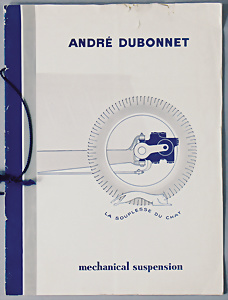 ANDRÉ DUBONNET
LA SOUPLESSE DU CHAT
mechanical suspension